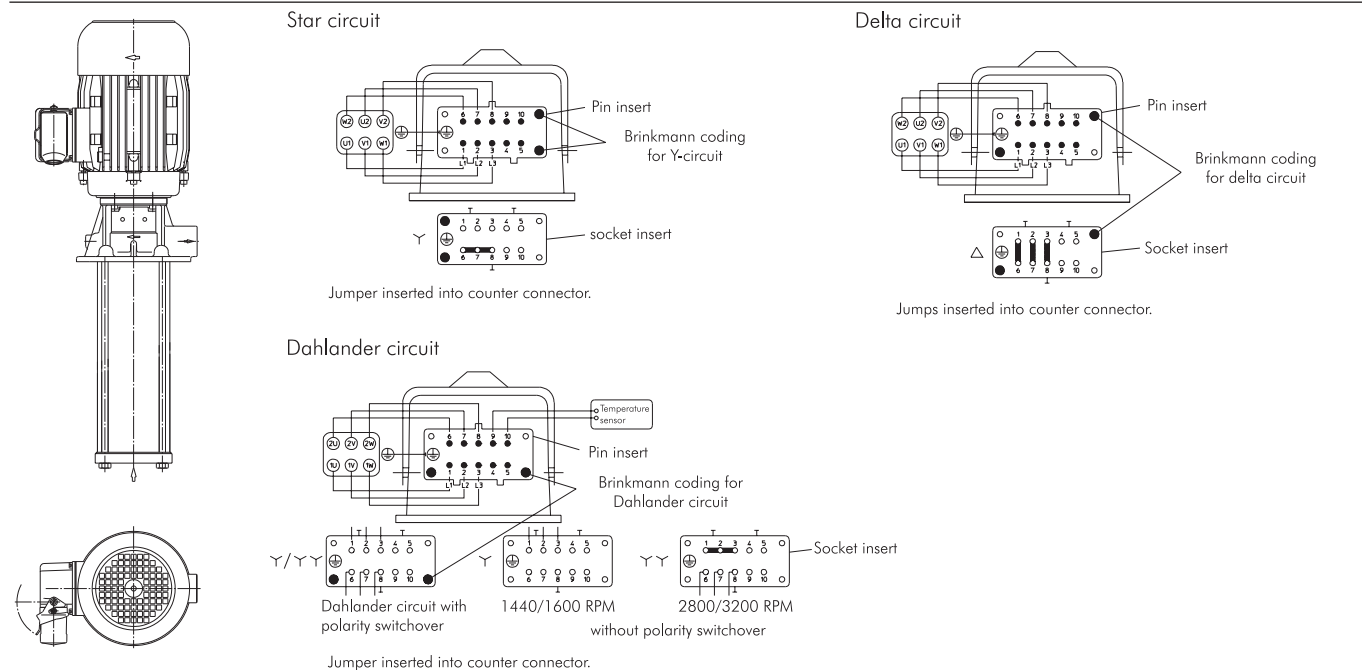 Star circuit
6 7 8 9 10
W2 U2 V2
U1 V1 W1
1 2 3 4 5
L1 L2 L3
Pin insert
Brinkmann coding
for Y-circuit
1 2 3 4 5
6 7 8 10
socket insert
Jumper inserted into counter connector.
Delta circuit
6 7 8 9 10
W2 U2 V2
U1 V1 W1
1 2 3 4 5
L1 L2 L3
Pin insert
Brinkmann coding
for delta circuit
1 2 3 4 5
6 7 8 9 10
Socket insert
Jumps inserted into counter connector.
Dahlander circuit
Temperature
sensor
6 7 8 9 10
2U 2V 2W
1U 1V 1W
1 2 3 4 5
L1 L2 L3
Pin insert
Brinkmann coding for
Dahlander circuit
1 2 3 4 5
6 7 8 9 10
Dahlander circuit with
polarity switchover
1 2 3 4 5
6 7 8 9 10
1440/1600 RPM
1 2 3 4 5
6 7 8 9 10
Socket insert
2800/3200 RPM
without polarity switchover
Jumper inserted into counter connector.